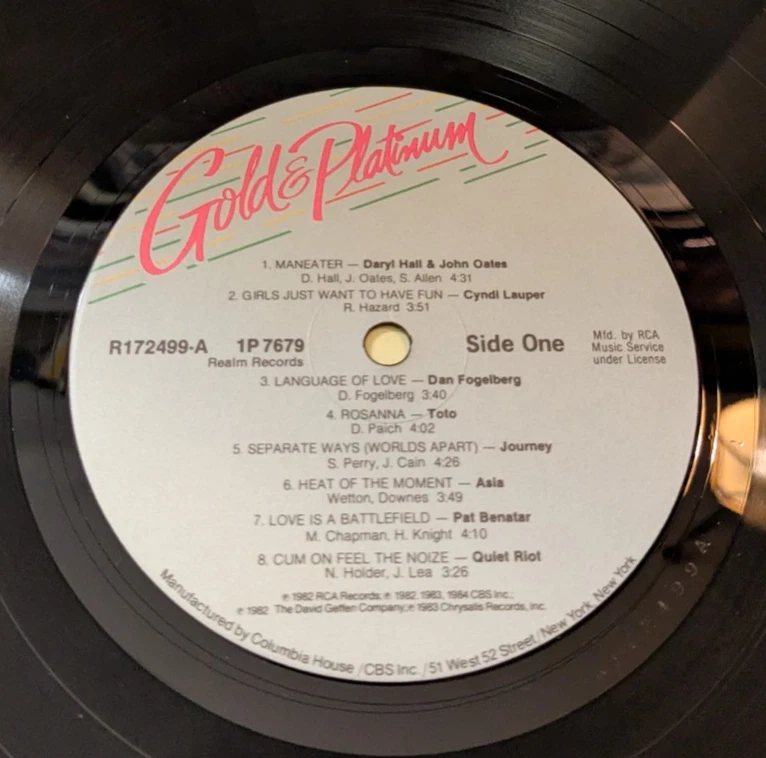 Gold & Platinum
1. MANEATER — Daryl Hall & John Oates
D. Hall, J. Oates, S. Allen 4:31
2. GIRLS JUST WANT TO HAVE FUN — Cyndi Lauper
R. Hazard 3:51
R172499-A 1P 7679
Realm Records
Side One
Mfd. by RCA
Music Service
under License
3. LANGUAGE OF LOVE — Dan Fogelberg
D. Fogelberg 3:40
4. ROSANNA — Toto
D. Paich 4:02
5. SEPARATE WAYS (WORLDS APART) — Journey
S. Perry, J. Cain 4:26
6. HEAT OF THE MOMENT — Asia
Wetton, Downes 3:49
7. LOVE IS A BATTLEFIELD — Pat Benatar
M. Chapman, H. Knight 4:10
8. CUM ON FEEL THE NOIZE — Quiet Riot
N. Holder, J. Lea 3:26
℗ 1982 RCA Records; ℗ 1982, 1983, 1984 CBS Inc.;
℗ 1982 The David Geffen Company; ℗ 1983 Chrysalis Records, Inc.
Manufactured by Columbia House / CBS Inc. / 51 West 52 Street / New York, New York